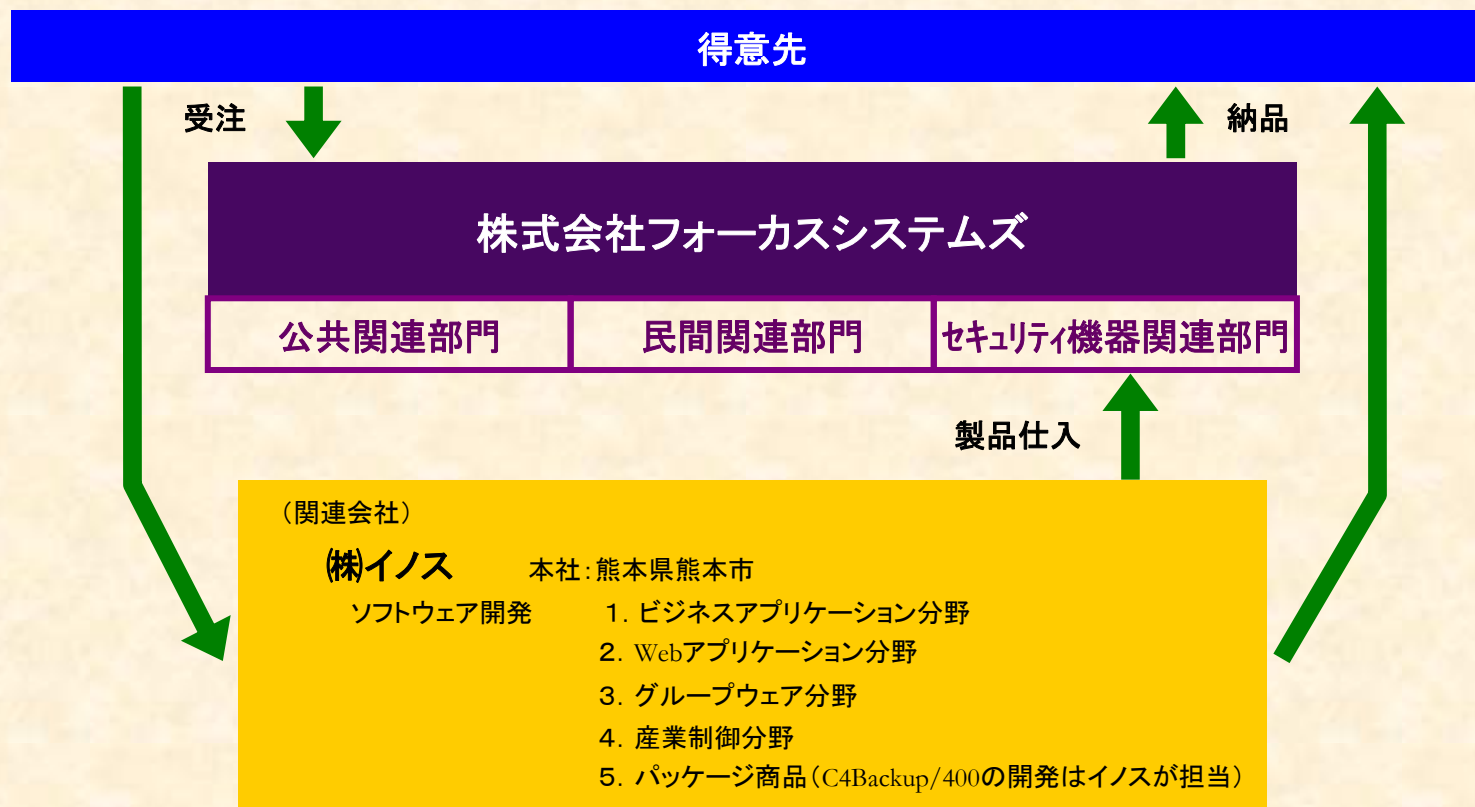 得意先
受注
納品
株式会社フォーカスシステムズ
公共関連部門
民間関連部門
セキュリティ機器関連部門
製品仕入
（関連会社）
㈱イノス 本社：熊本県熊本市
ソフトウェア開発 1．ビジネスアプリケーション分野
2．Webアプリケーション分野
3．グループウェア分野
4．産業制御分野
5．パッケージ商品（C4Backup/400の開発はイノスが担当）